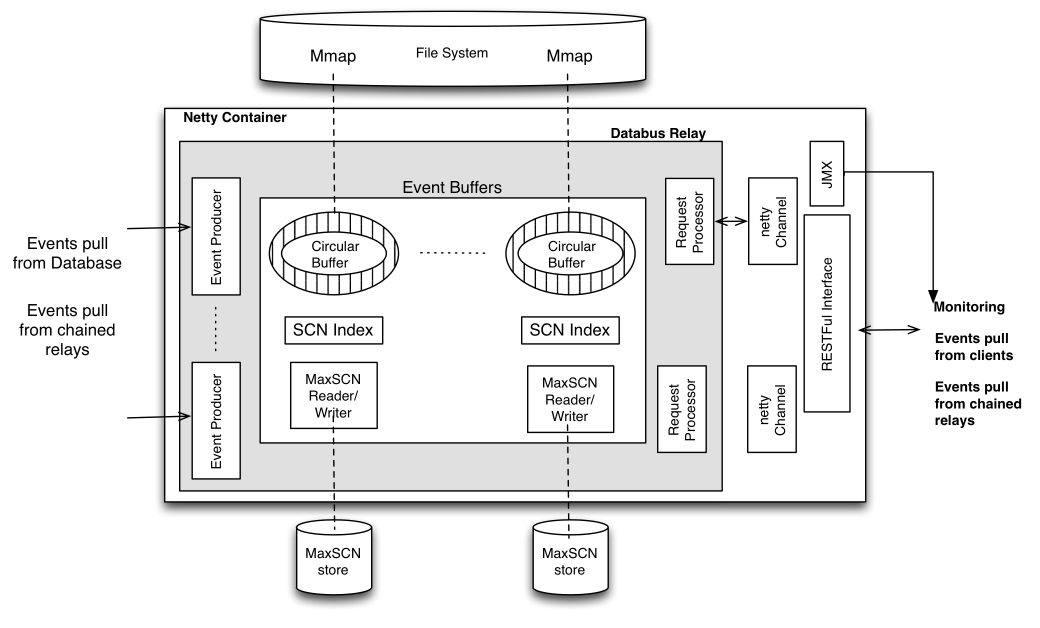 File System
Mmap
Mmap
Netty Container
Databus Relay
Event Buffers
Events pull
from Database
Events pull
from chained
relays
Event Producer
Event Producer
Circular
Buffer
Circular
Buffer
SCN Index
SCN Index
MaxSCN
Reader/
Writer
MaxSCN
Reader/
Writer
Request
Processor
Request
Processor
netty
Channel
netty
Channel
JMX
RESTFul Interface
Monitoring
Events pull
from clients
Events pull
from chained
relays
MaxSCN
store
MaxSCN
store